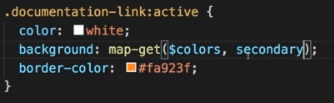 .documentation-link:active {
  color: white;
  background: map-get($colors, secondary);
  border-color: #fa923f;
}